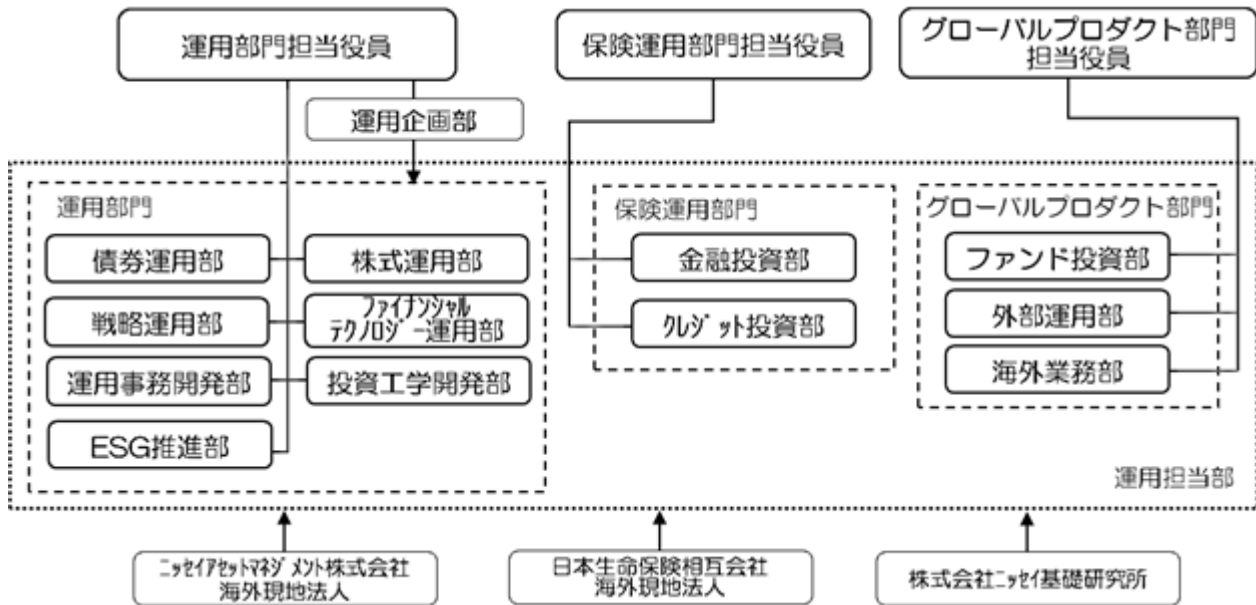 運用部門担当役員
保険運用部門担当役員
グローバルプロダクト部門
担当役員
運用企画部
運用部門
債券運用部
株式運用部
戦略運用部
ファイナンシャル
テクノロジー運用部
運用事務開発部
投資工学開発部
ESG推進部
保険運用部門
金融投資部
クレジット投資部
グローバルプロダクト部門
ファンド投資部
外部運用部
海外業務部
運用担当部
ニッセイアセットマネジメント株式会社
海外現地法人
日本生命保険相互会社
海外現地法人
株式会社ニッセイ基礎研究所